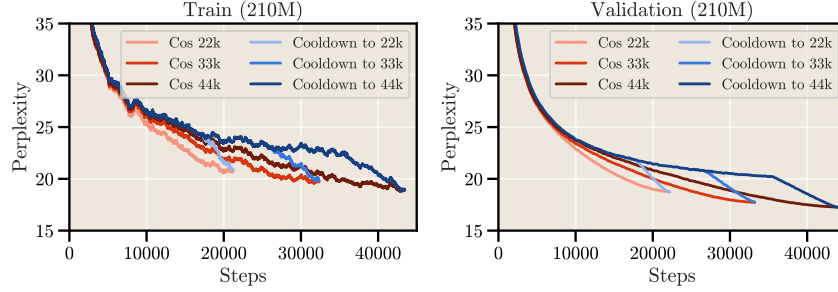 Train (210M)
Perplexity
35
30
25
20
15
Cos 22k
Cos 33k
Cos 44k
Cooldown to 22k
Cooldown to 33k
Cooldown to 44k
0
10000
20000
30000
40000
Steps
Validation (210M)
Perplexity
35
30
25
20
15
Cos 22k
Cos 33k
Cos 44k
Cooldown to 22k
Cooldown to 33k
Cooldown to 44k
0
10000
20000
30000
40000
Steps